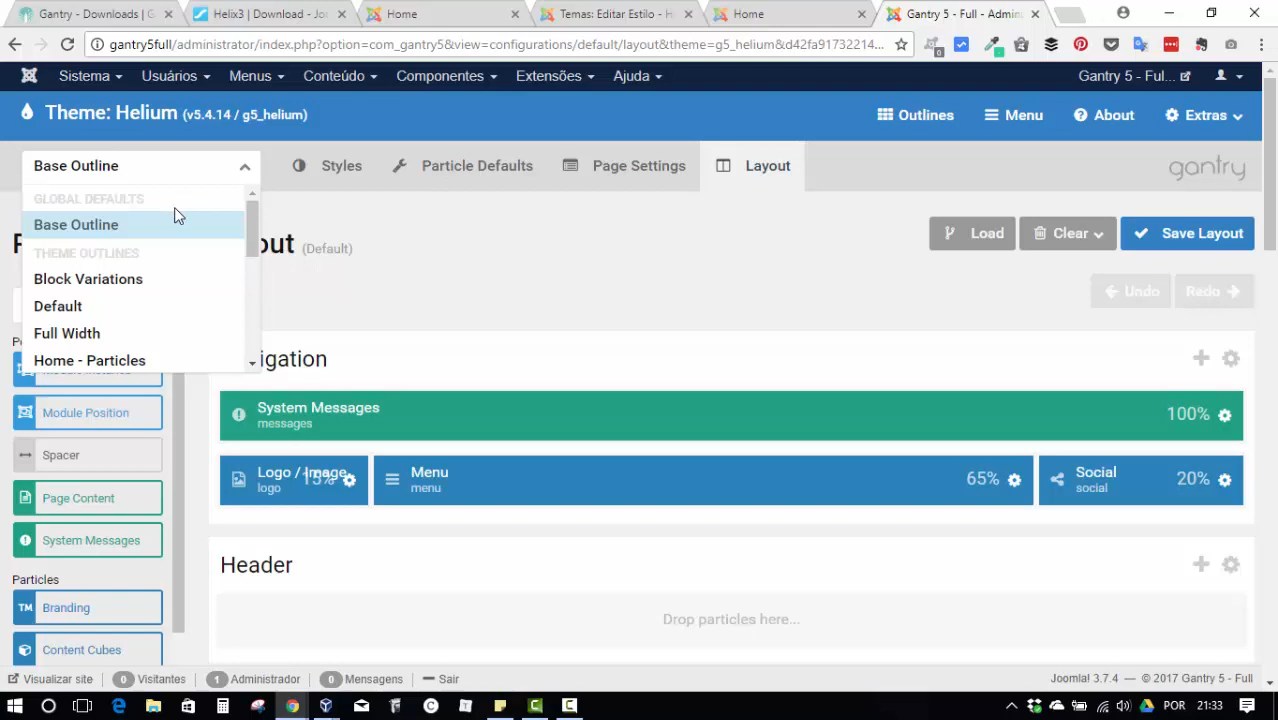 Gantry - Downloads | G
Helix3 | Download - Joo
Home
Temas: Editar Estilo - H
Home
Gantry 5 - Full - Admin
gantry5full/administrator/index.php?option=com_gantry5&view=configurations/default/layout&theme=g5_helium&d42fa91732214...
Sistema
Usuários
Menus
Conteúdo
Componentes
Extensões
Ajuda
Gantry 5 - Ful...
Theme: Helium (v5.4.14 / g5_helium)
Outlines
Menu
About
Extras
Base Outline
Styles
Particle Defaults
Page Settings
Layout
gantry
GLOBAL DEFAULTS
Base Outline
THEME OUTLINES
Block Variations
Default
Full Width
Home - Particles
out (Default)
Load
Clear
Save Layout
Undo
Redo
igation
System Messages
messages
100%
Logo / Image
logo
15%
Menu
menu
65%
Social
social
20%
Module Position
Spacer
Page Content
System Messages
Header
Drop particles here...
Particles
TM Branding
Content Cubes
Visualizar site
0 Visitantes
1 Administrador
0 Mensagens
Sair
Joomla! 3.7.4 — © 2017 Gantry 5 - Full
POR
21:33